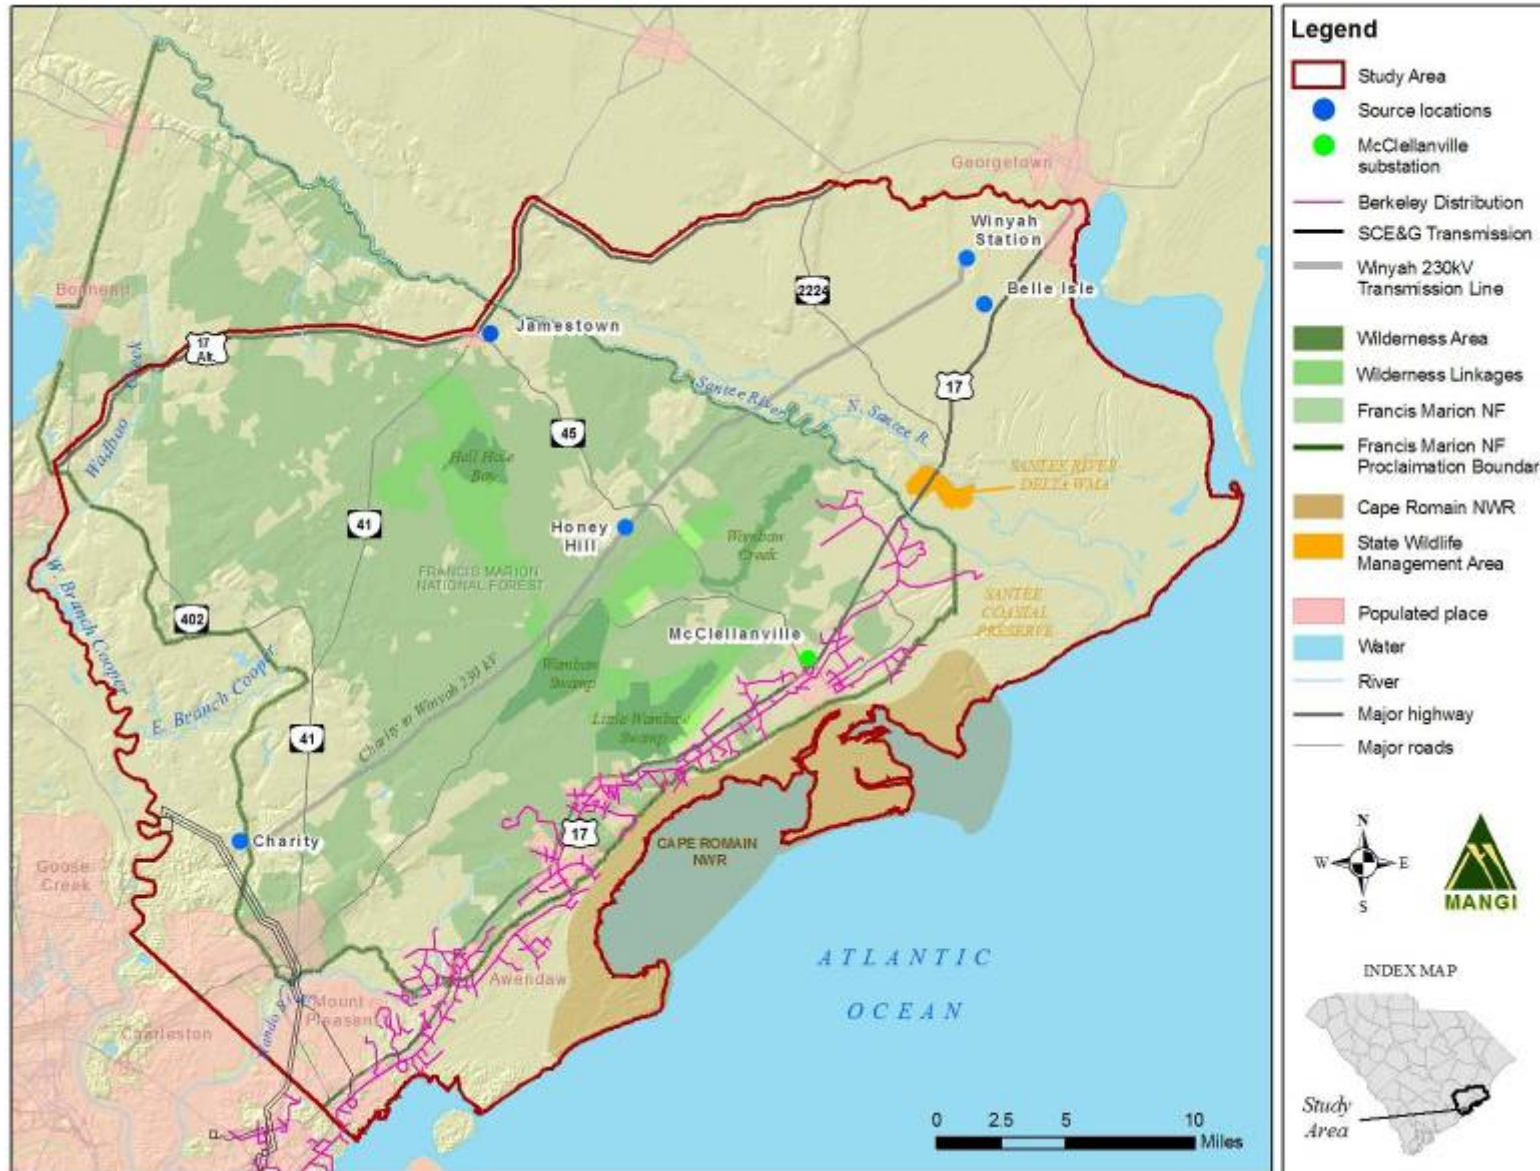 Georgetown
Winyah
Station
Belle Isle
2224
Bonneau
Jamestown
17
Alt.
Wadboo Creek
Santee River
S. Santee R.
17
45
Hell Hole
Bay
SANTEE RIVER
DELTA WMA
41
Honey
Hill
Wambaw
Creek
FRANCIS MARION
NATIONAL FOREST
SANTEE
COASTAL
PRESERVE
W. Branch Cooper
402
McClellanville
Wambaw
Swamp
E. Branch Cooper
Charity to Winyah 230 kV
Little Wambaw
Swamp
41
17
Charity
CAPE ROMAIN
NWR
Goose
Creek
ATLANTIC
OCEAN
Awendaw
Mount
Pleasant
Wando River
Charleston
0 2.5 5 10
Miles
Legend
Study Area
Source locations
McClellanville
substation
Berkeley Distribution
SCE&G Transmission
Winyah 230kV
Transmission Line
Wilderness Area
Wilderness Linkages
Francis Marion NF
Francis Marion NF
Proclaimation Boundar
Cape Romain NWR
State Wildlife
Management Area
Populated place
Water
River
Major highway
Major roads
N
W E
S
MANGI
INDEX MAP
Study
Area